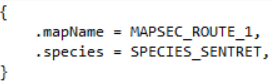 {
    .mapName = MAPSEC_ROUTE_1,
    .species = SPECIES_SENTRET,
}